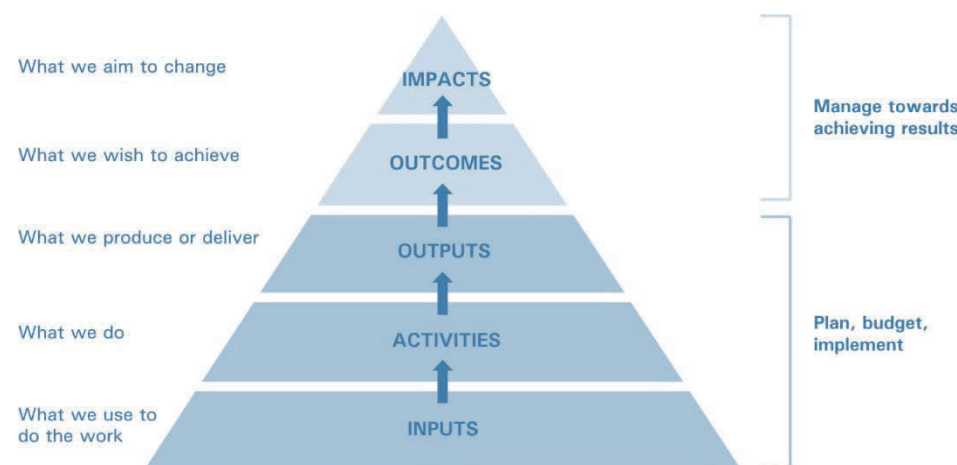 What we aim to change
IMPACTS
Manage towards
achieving results
What we wish to achieve
OUTCOMES
What we produce or deliver
OUTPUTS
What we do
ACTIVITIES
Plan, budget,
implement
What we use to
do the work
INPUTS